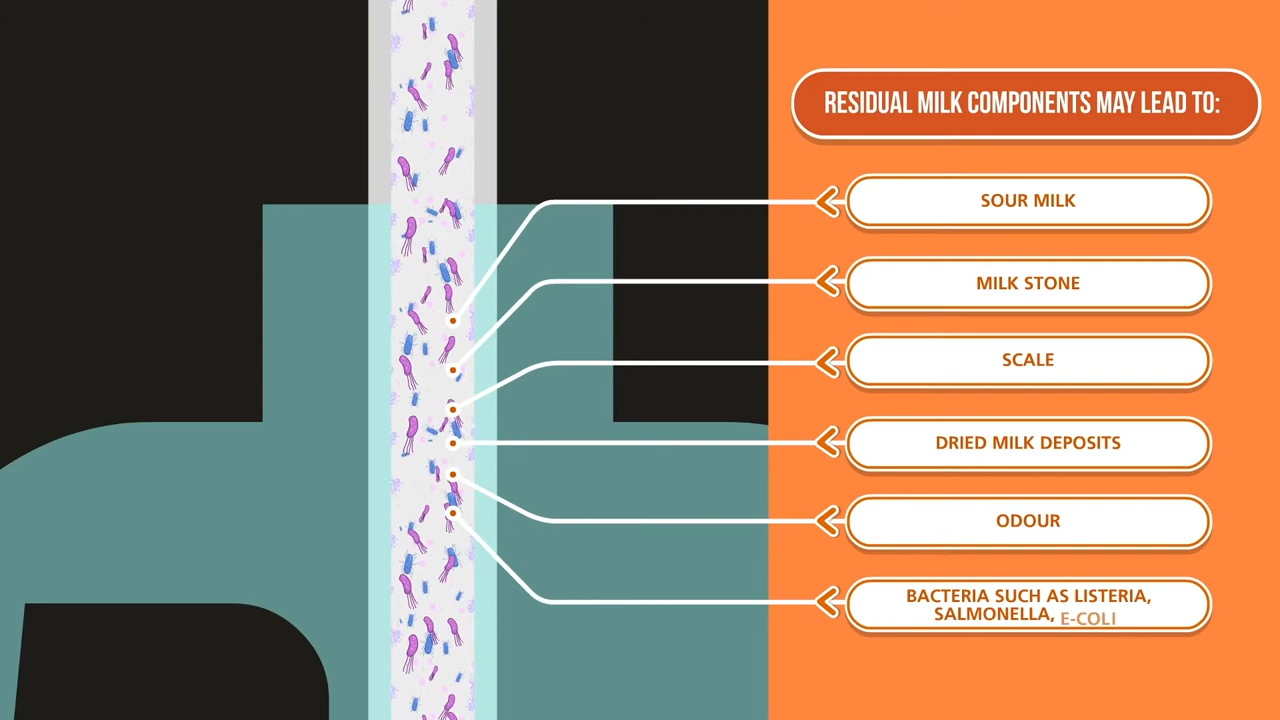 RESIDUAL MILK COMPONENTS MAY LEAD TO:
SOUR MILK
MILK STONE
SCALE
DRIED MILK DEPOSITS
ODOUR
BACTERIA SUCH AS LISTERIA,
SALMONELLA, E-COLI